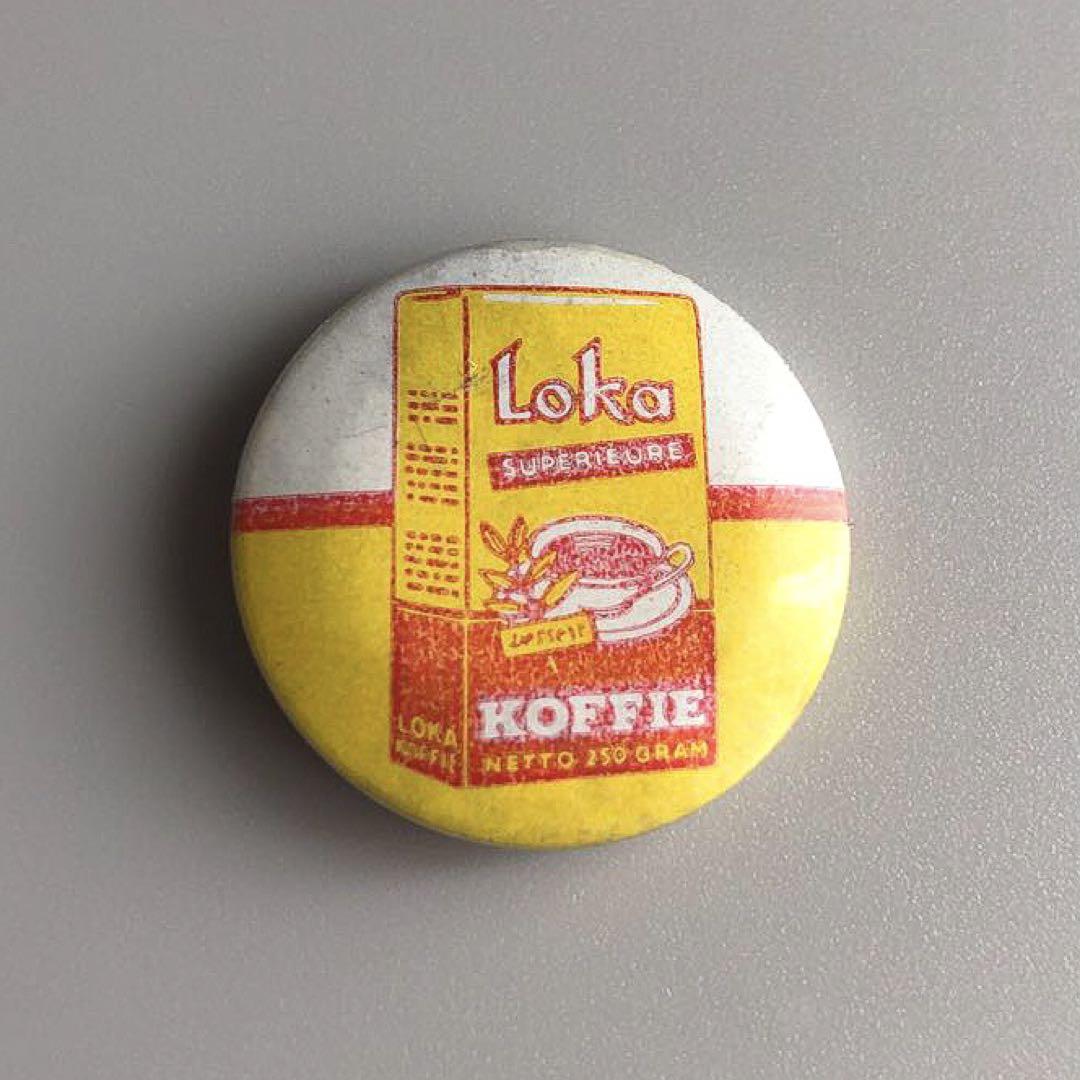 Loka
SUPERIEURE
KOFFIE
NETTO 250 GRAM
LOKA
KOFFIE